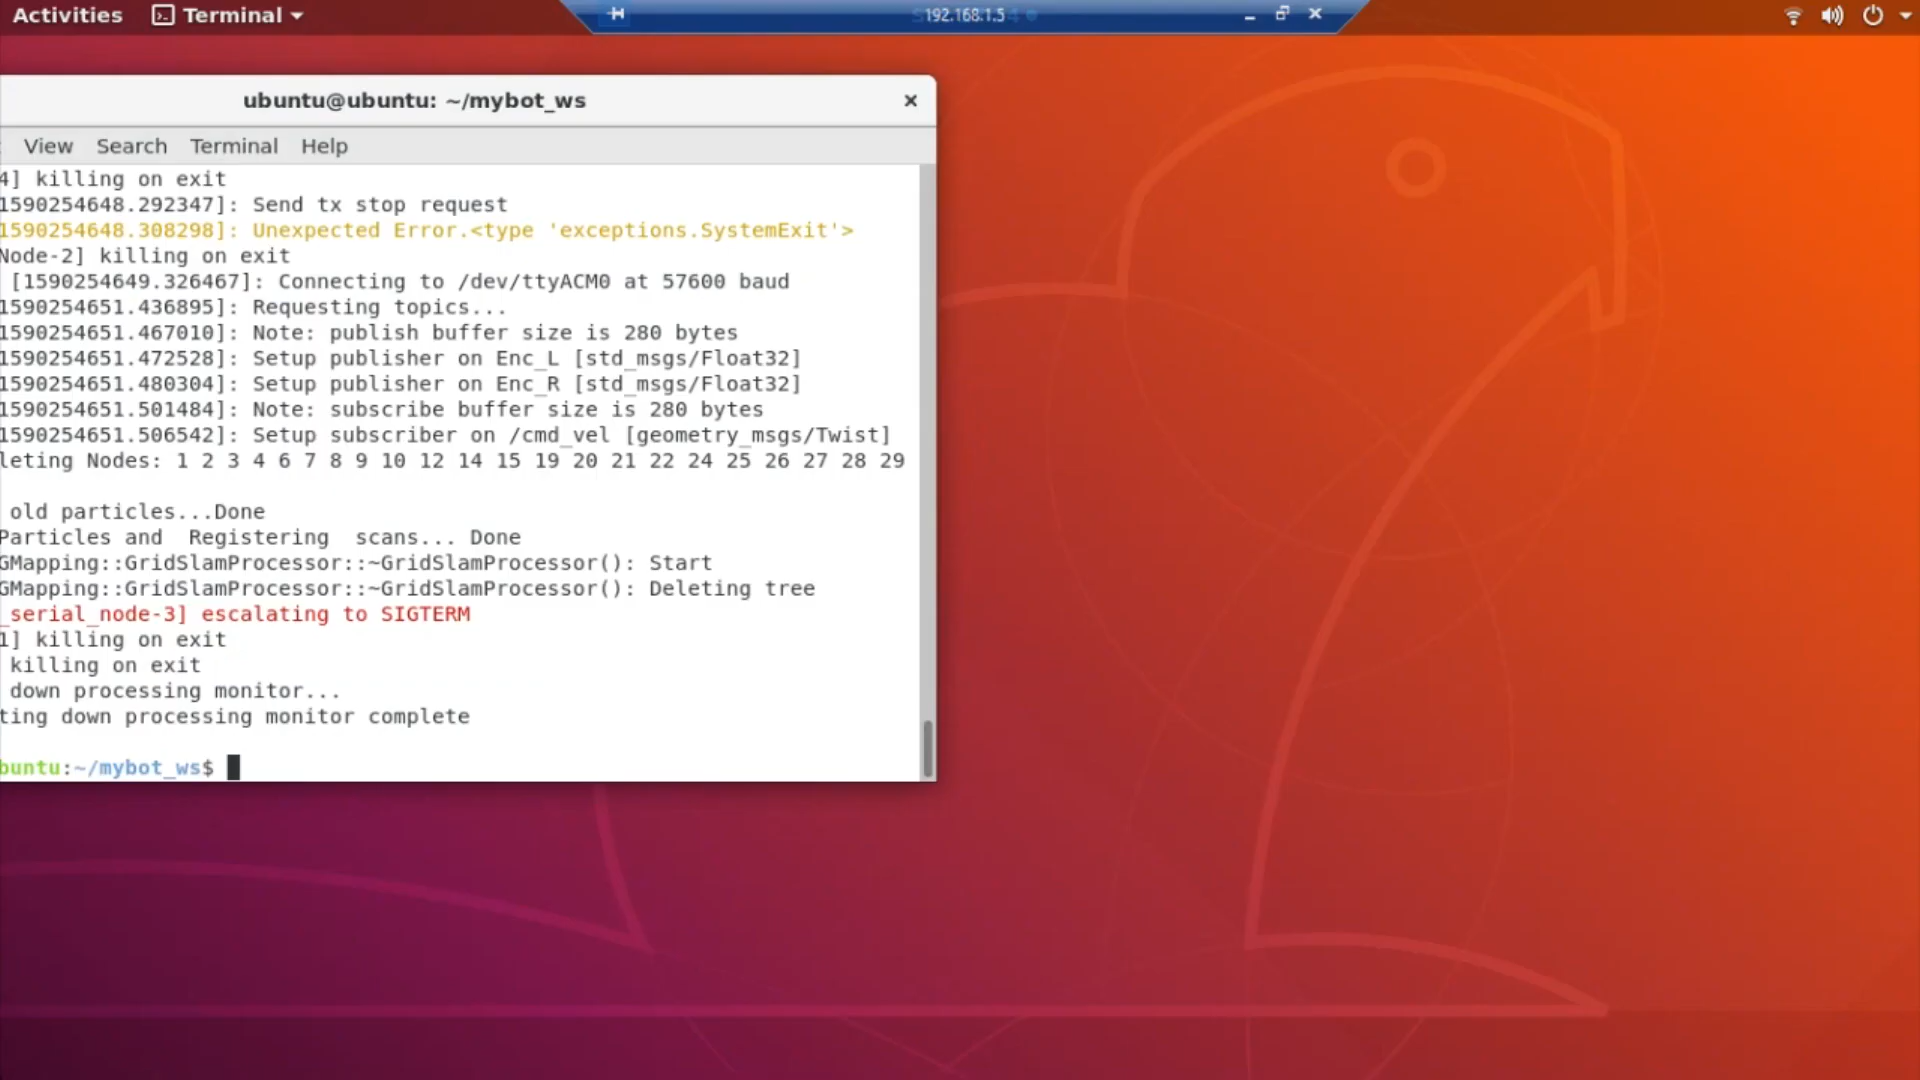 Activities Terminal
192.168.1.5
ubuntu@ubuntu: ~/mybot_ws
View Search Terminal Help
4] killing on exit
1590254648.292347]: Send tx stop request
1590254648.308298]: Unexpected Error.<type 'exceptions.SystemExit'>
Node-2] killing on exit
[1590254649.326467]: Connecting to /dev/ttyACM0 at 57600 baud
1590254651.436895]: Requesting topics...
1590254651.467010]: Note: publish buffer size is 280 bytes
1590254651.472528]: Setup publisher on Enc_L [std_msgs/Float32]
1590254651.480304]: Setup publisher on Enc_R [std_msgs/Float32]
1590254651.501484]: Note: subscribe buffer size is 280 bytes
1590254651.506542]: Setup subscriber on /cmd_vel [geometry_msgs/Twist]
leting Nodes: 1 2 3 4 6 7 8 9 10 12 14 15 19 20 21 22 24 25 26 27 28 29
old particles...Done
Particles and Registering scans... Done
GMapping::GridSlamProcessor::~GridSlamProcessor(): Start
GMapping::GridSlamProcessor::~GridSlamProcessor(): Deleting tree
_serial_node-3] escalating to SIGTERM
1] killing on exit
killing on exit
down processing monitor...
ting down processing monitor complete
buntu:~/mybot_ws$